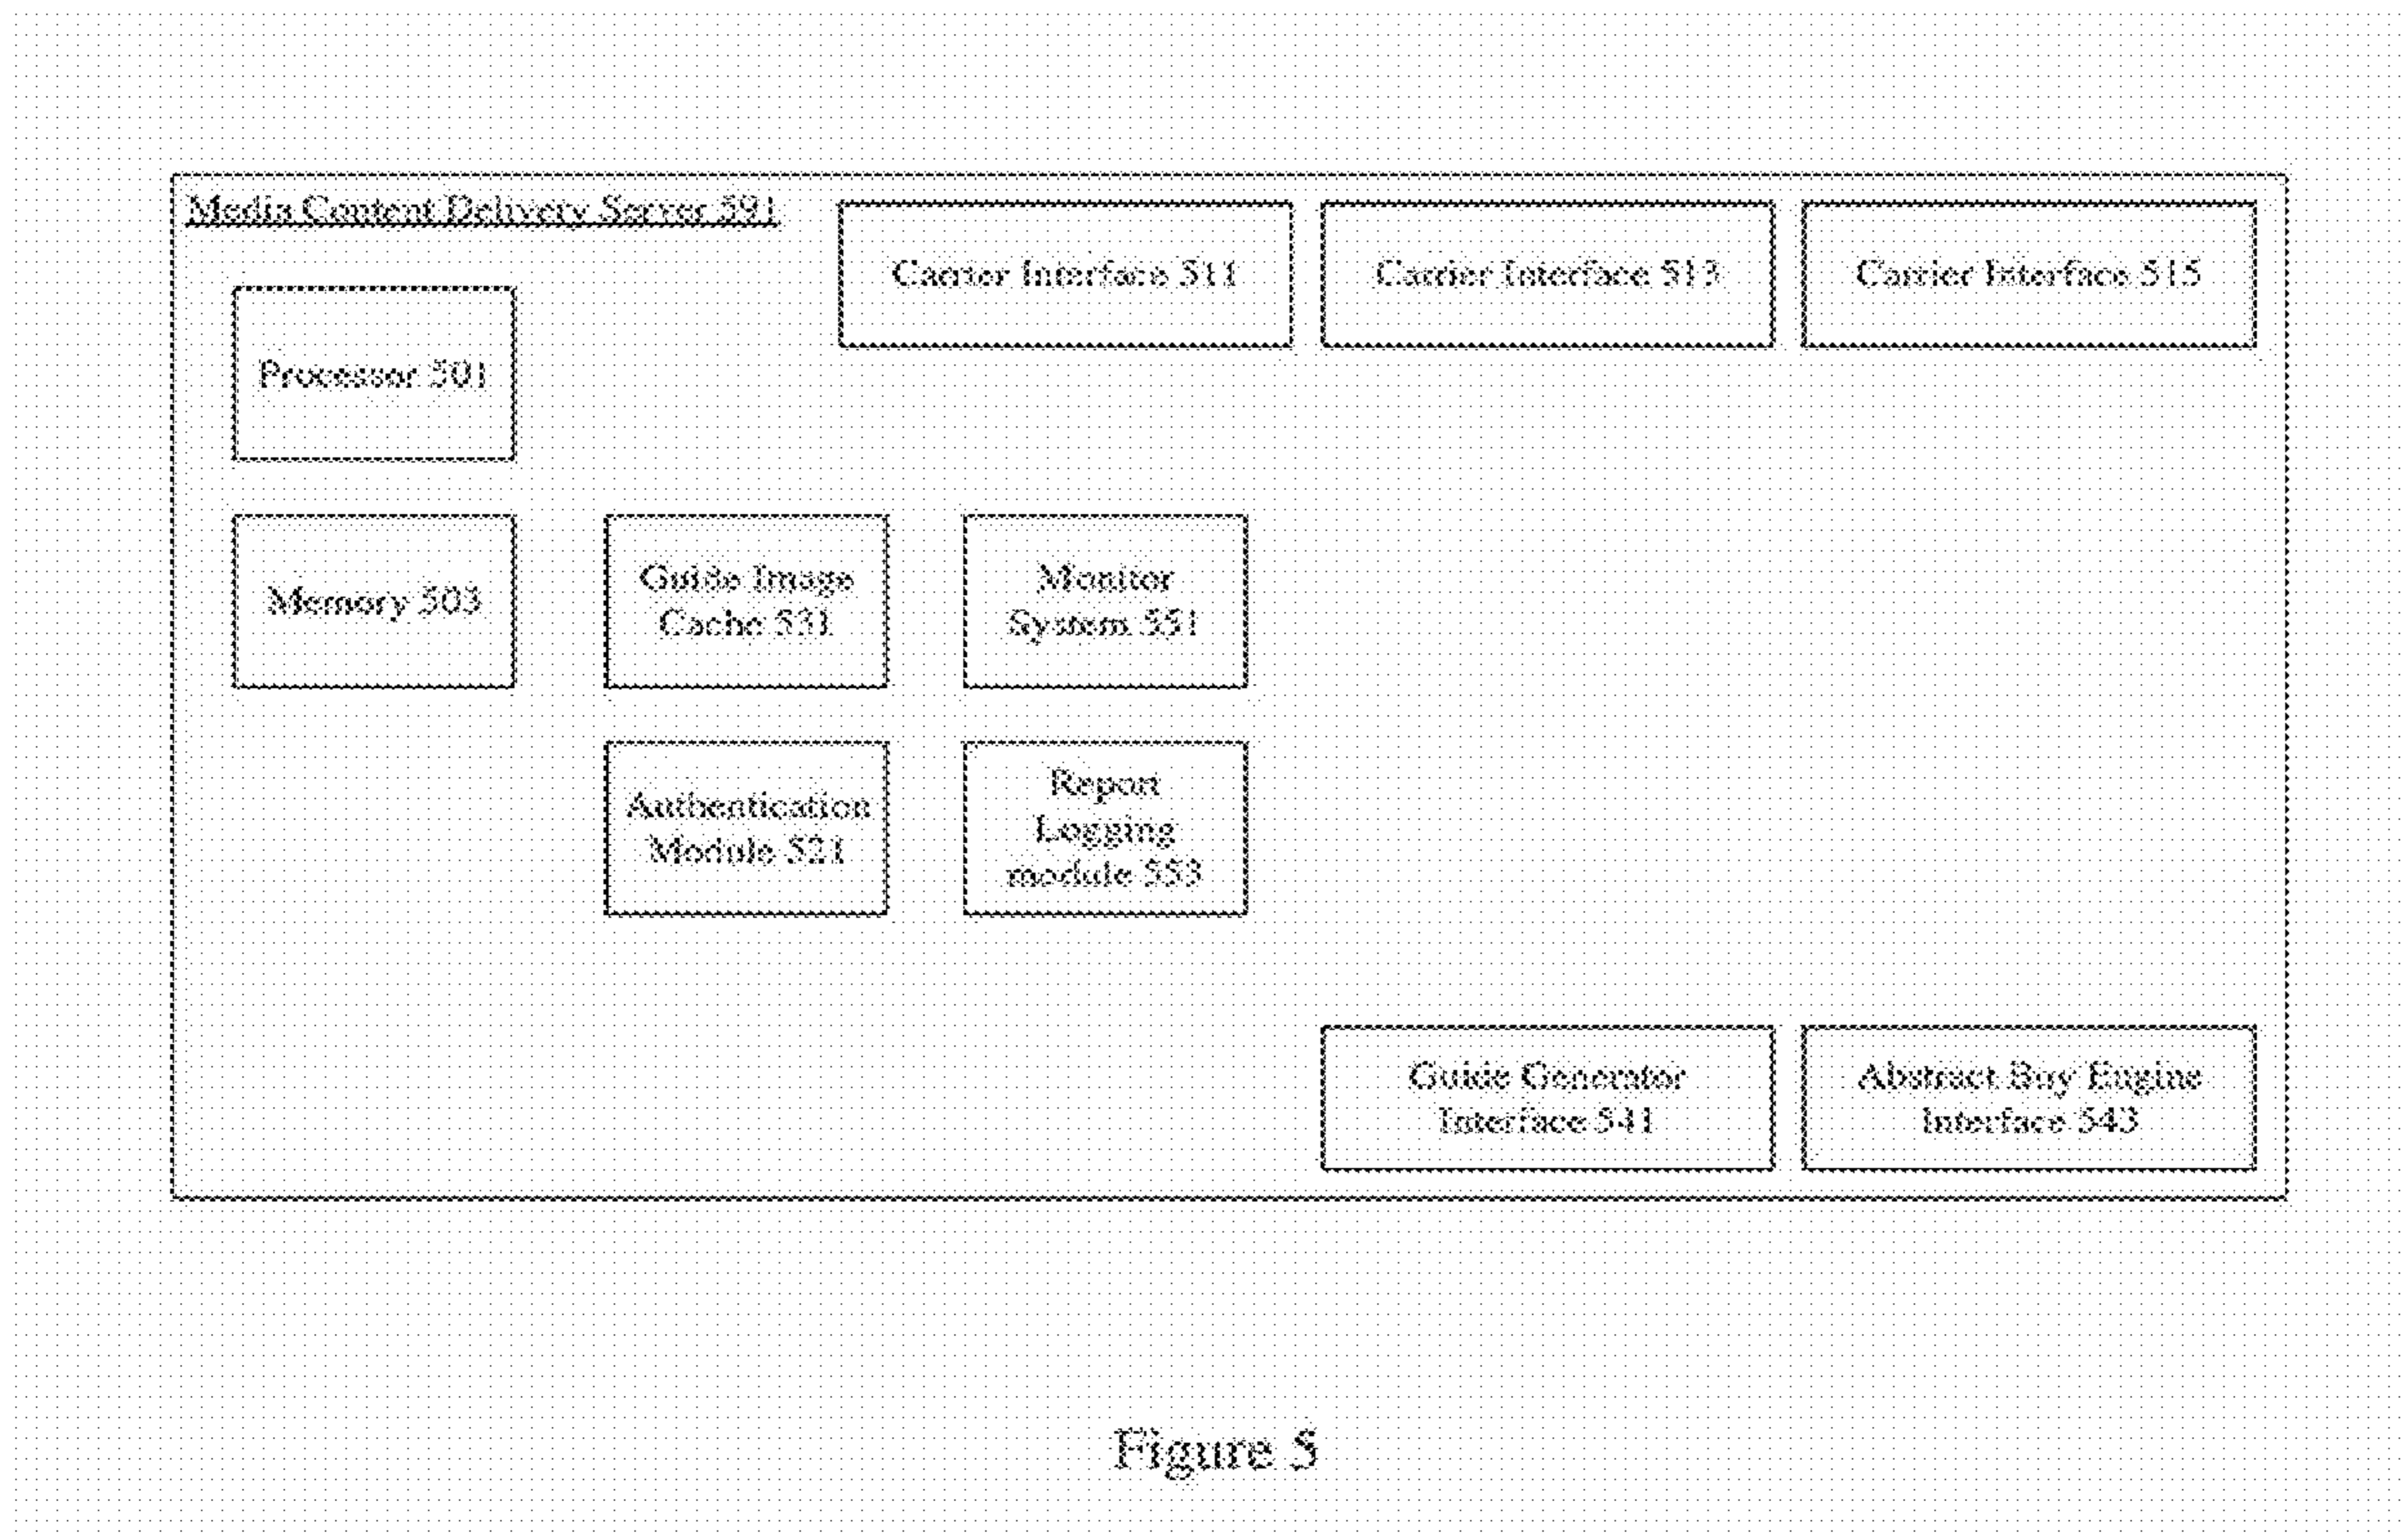 Media Content Delivery Server 591
Carrier Interface 511
Carrier Interface 513
Carrier Interface 515
Processor 501
Memory 503
Guide Image
Cache 531
Monitor
System 551
Authentication
Module 521
Report
Logging
module 553
Guide Generator
Interface 541
Abstract Buy Engine
Interface 543
Figure 5